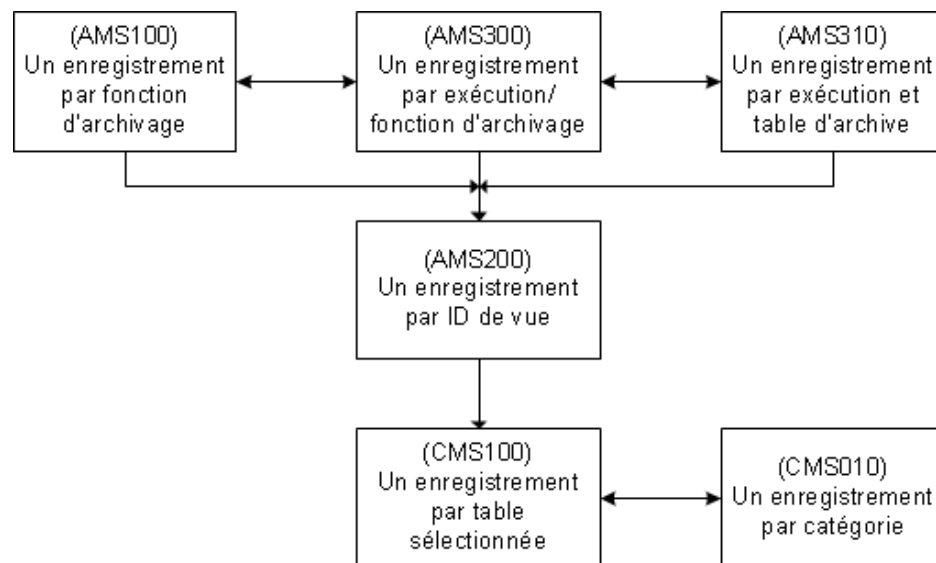 (AMS100)
Un enregistrement
par fonction
d'archivage
(AMS300)
Un enregistrement
par exécution/
fonction d'archivage
(AMS310)
Un enregistrement
par exécution et
table d'archive
(AMS200)
Un enregistrement
par ID de vue
(CMS100)
Un enregistrement
par table
sélectionnée
(CMS010)
Un enregistrement
par catégorie